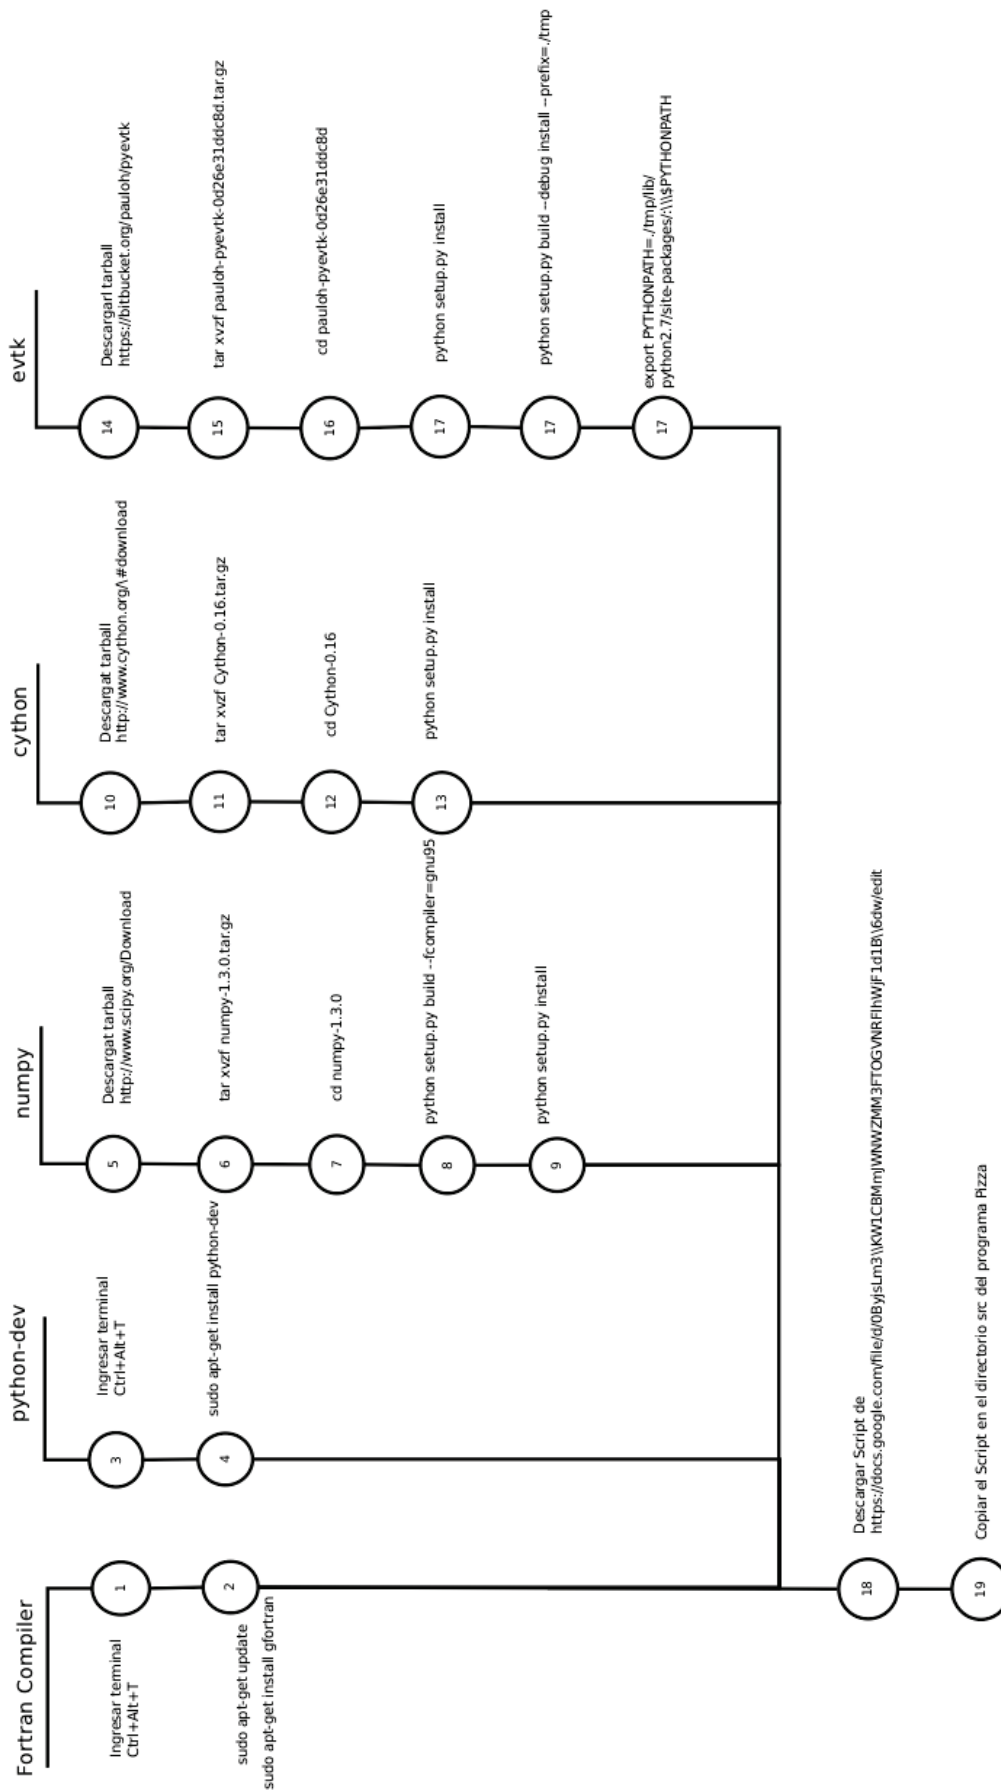 Fortran Compiler
1
Ingresar terminal
Ctrl+Alt+T
2
sudo apt-get update
sudo apt-get install gfortran
python-dev
3
Ingresar terminal
Ctrl+Alt+T
4
sudo apt-get install python-dev
numpy
5
Descargat tarball
http://www.scipy.org/Download
6
tar xvzf numpy-1.3.0.tar.gz
7
cd numpy-1.3.0
8
python setup.py build --fcompiler=gnu95
9
python setup.py install
cython
10
Descargat tarball
http://www.cython.org/\#download
11
tar xvzf Cython-0.16.tar.gz
12
cd Cython-0.16
13
python setup.py install
evtk
14
Descargarl tarball
https://bitbucket.org/pauloh/pyevtk
15
tar xvzf pauloh-pyevtk-0d26e31ddc8d.tar.gz
16
cd pauloh-pyevtk-0d26e31ddc8d
17
python setup.py install
17
python setup.py build --debug install --prefix=./tmp
17
export PYTHONPATH=./tmp/lib/
python2.7/site-packages/:\\\$PYTHONPATH
18
Descargar Script de
https://docs.google.com/file/d/0ByjsLm3\\KW1CBMmJWNWZMM3FTOGVNRFlhWjF1d1B\\6dw/edit
19
Copiar el Script en el directorio src del programa Pizza